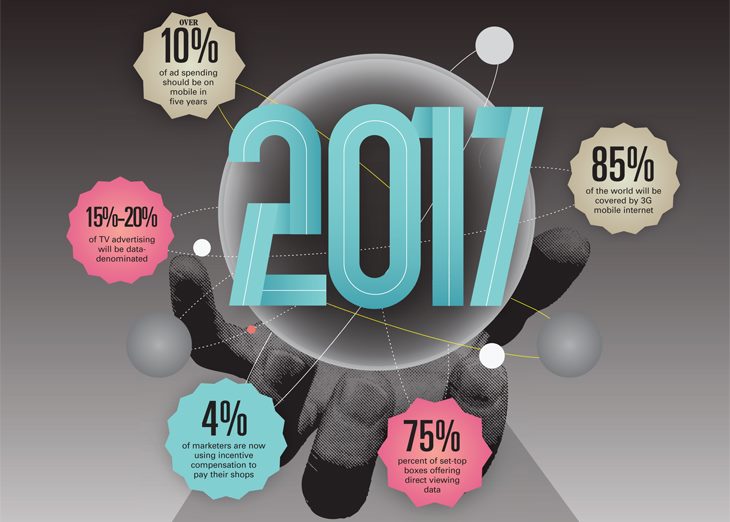 OVER
10%
of ad spending
should be on
mobile in
five years
2017
85%
of the world will be
covered by 3G
mobile internet
15%-20%
of TV advertising
will be data-
denominated
4%
of marketers are now
using incentive
compensation to
pay their shops
75%
percent of set-top
boxes offering
direct viewing
data